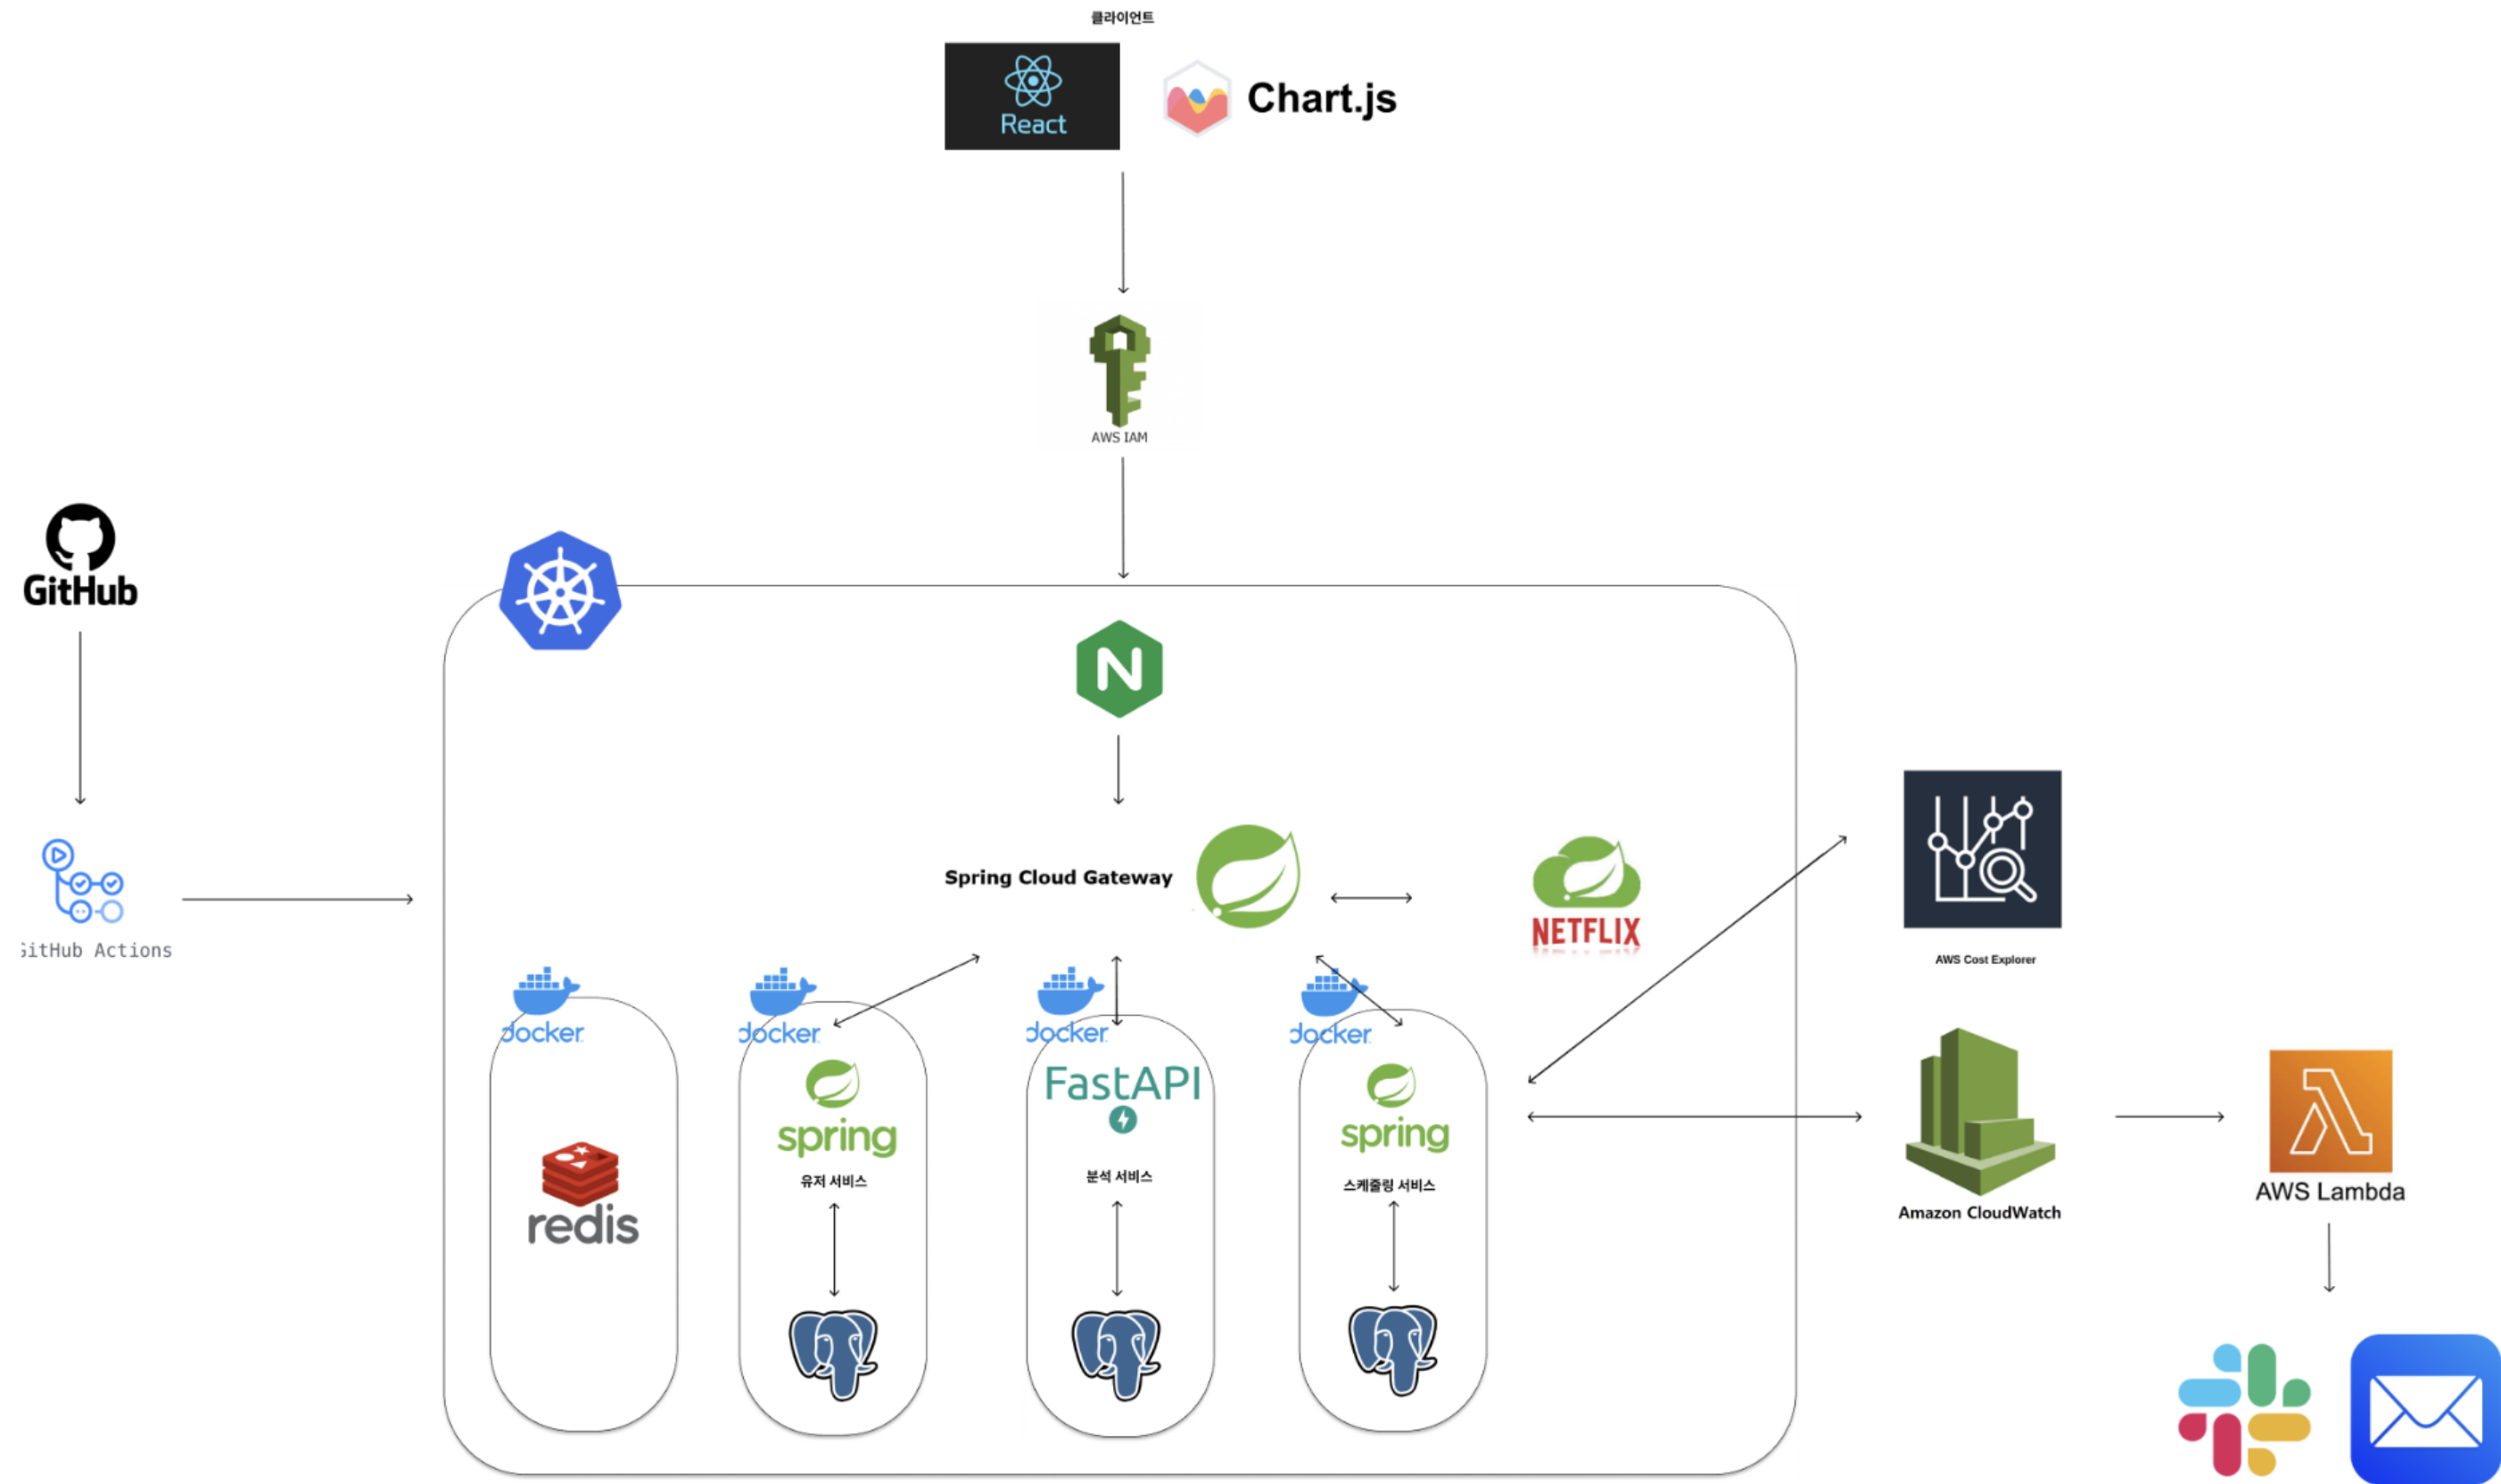 클라이언트
React
Chart.js
AWS IAM
GitHub
N
Spring Cloud Gateway
NETFLIX
GitHub Actions
AWS Cost Explorer
docker
docker
docker
docker
FastAPI
spring
spring
유저 서비스
분석 서비스
스케줄링 서비스
redis
Amazon CloudWatch
AWS Lambda